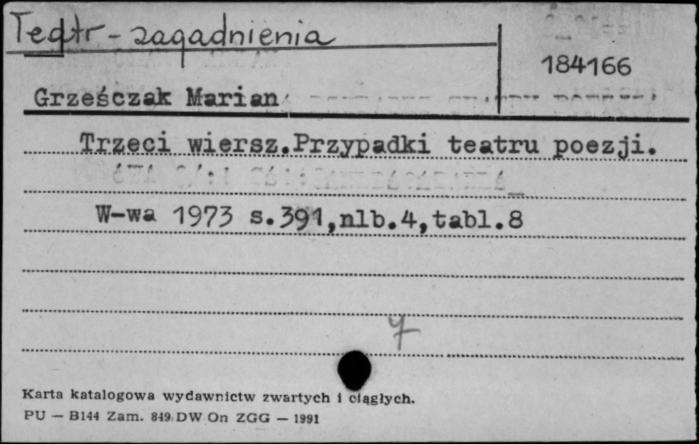 Teatr - zagadnienia
184166
Grześczak Marian
Trzeci wiersz.Przypadki teatru poezji.
W-wa 1973 s.391,nlb.4,tabl.8
7
Karta katalogowa wydawnictw zwartych i ciągłych.
PU — B144 Zam. 849/DW On ZGG — 1991